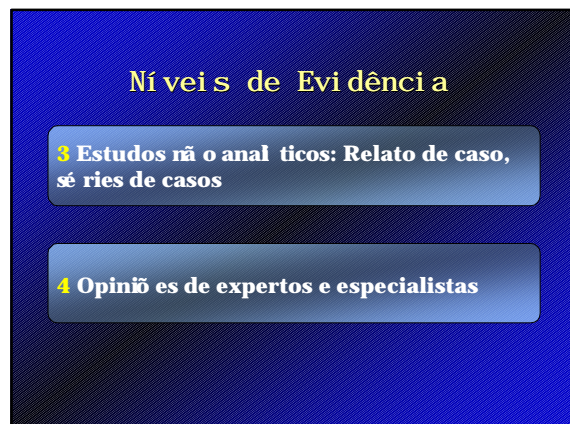 Níveis de Evidência
3 Estudos não analíticos: Relato de caso,
séries de casos
4 Opiniões de expertos e especialistas